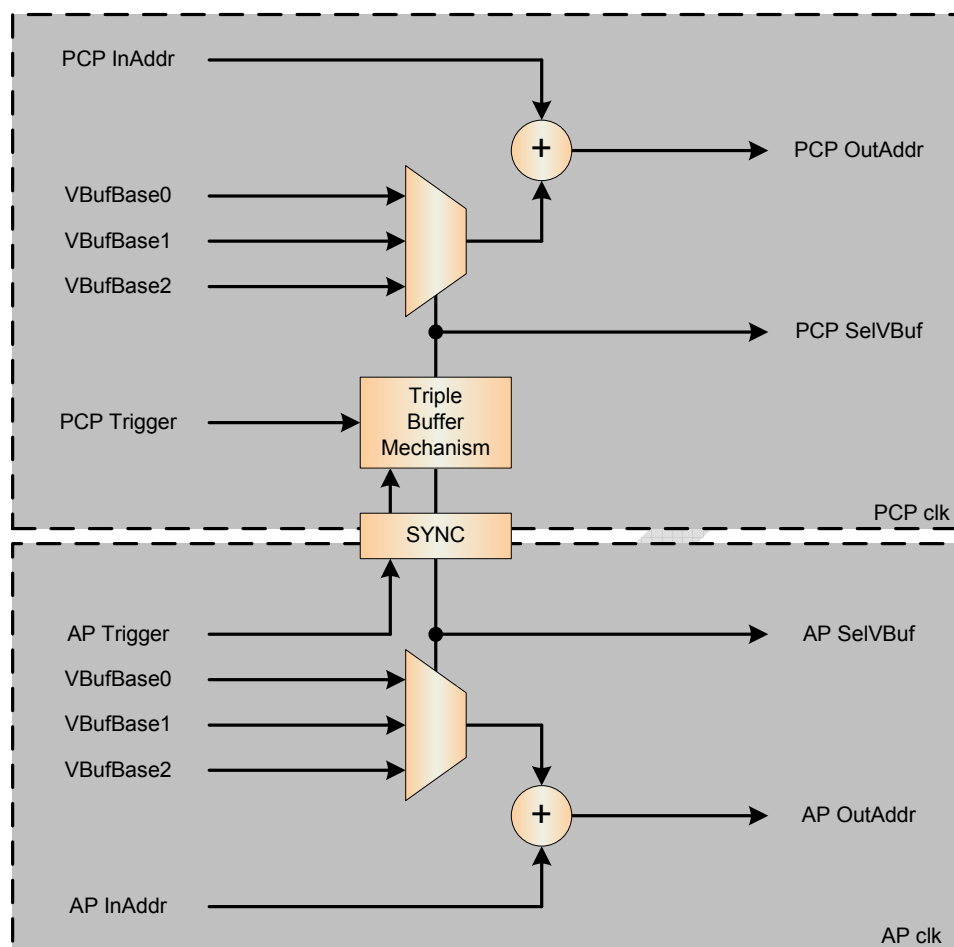 PCP InAddr
+
PCP OutAddr
VBufBase0
VBufBase1
VBufBase2
PCP SelVBuf
PCP Trigger
Triple
Buffer
Mechanism
PCP clk
SYNC
AP Trigger
AP SelVBuf
VBufBase0
VBufBase1
VBufBase2
+
AP OutAddr
AP InAddr
AP clk